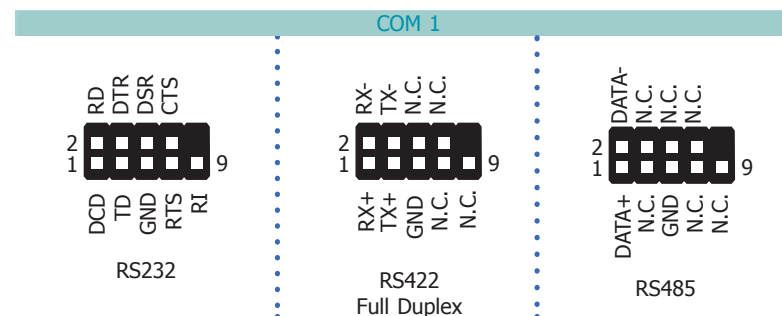 COM 1
RD DTR DSR CTS
2
1 9
DCD TD GND RTS RI
RS232
RX- TX- N.C. N.C.
2
1 9
RX+ TX+ GND N.C. N.C.
RS422
Full Duplex
DATA- N.C. N.C. N.C.
2
1 9
DATA+ N.C. GND N.C. N.C.
RS485